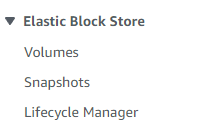 Elastic Block Store
Volumes
Snapshots
Lifecycle Manager